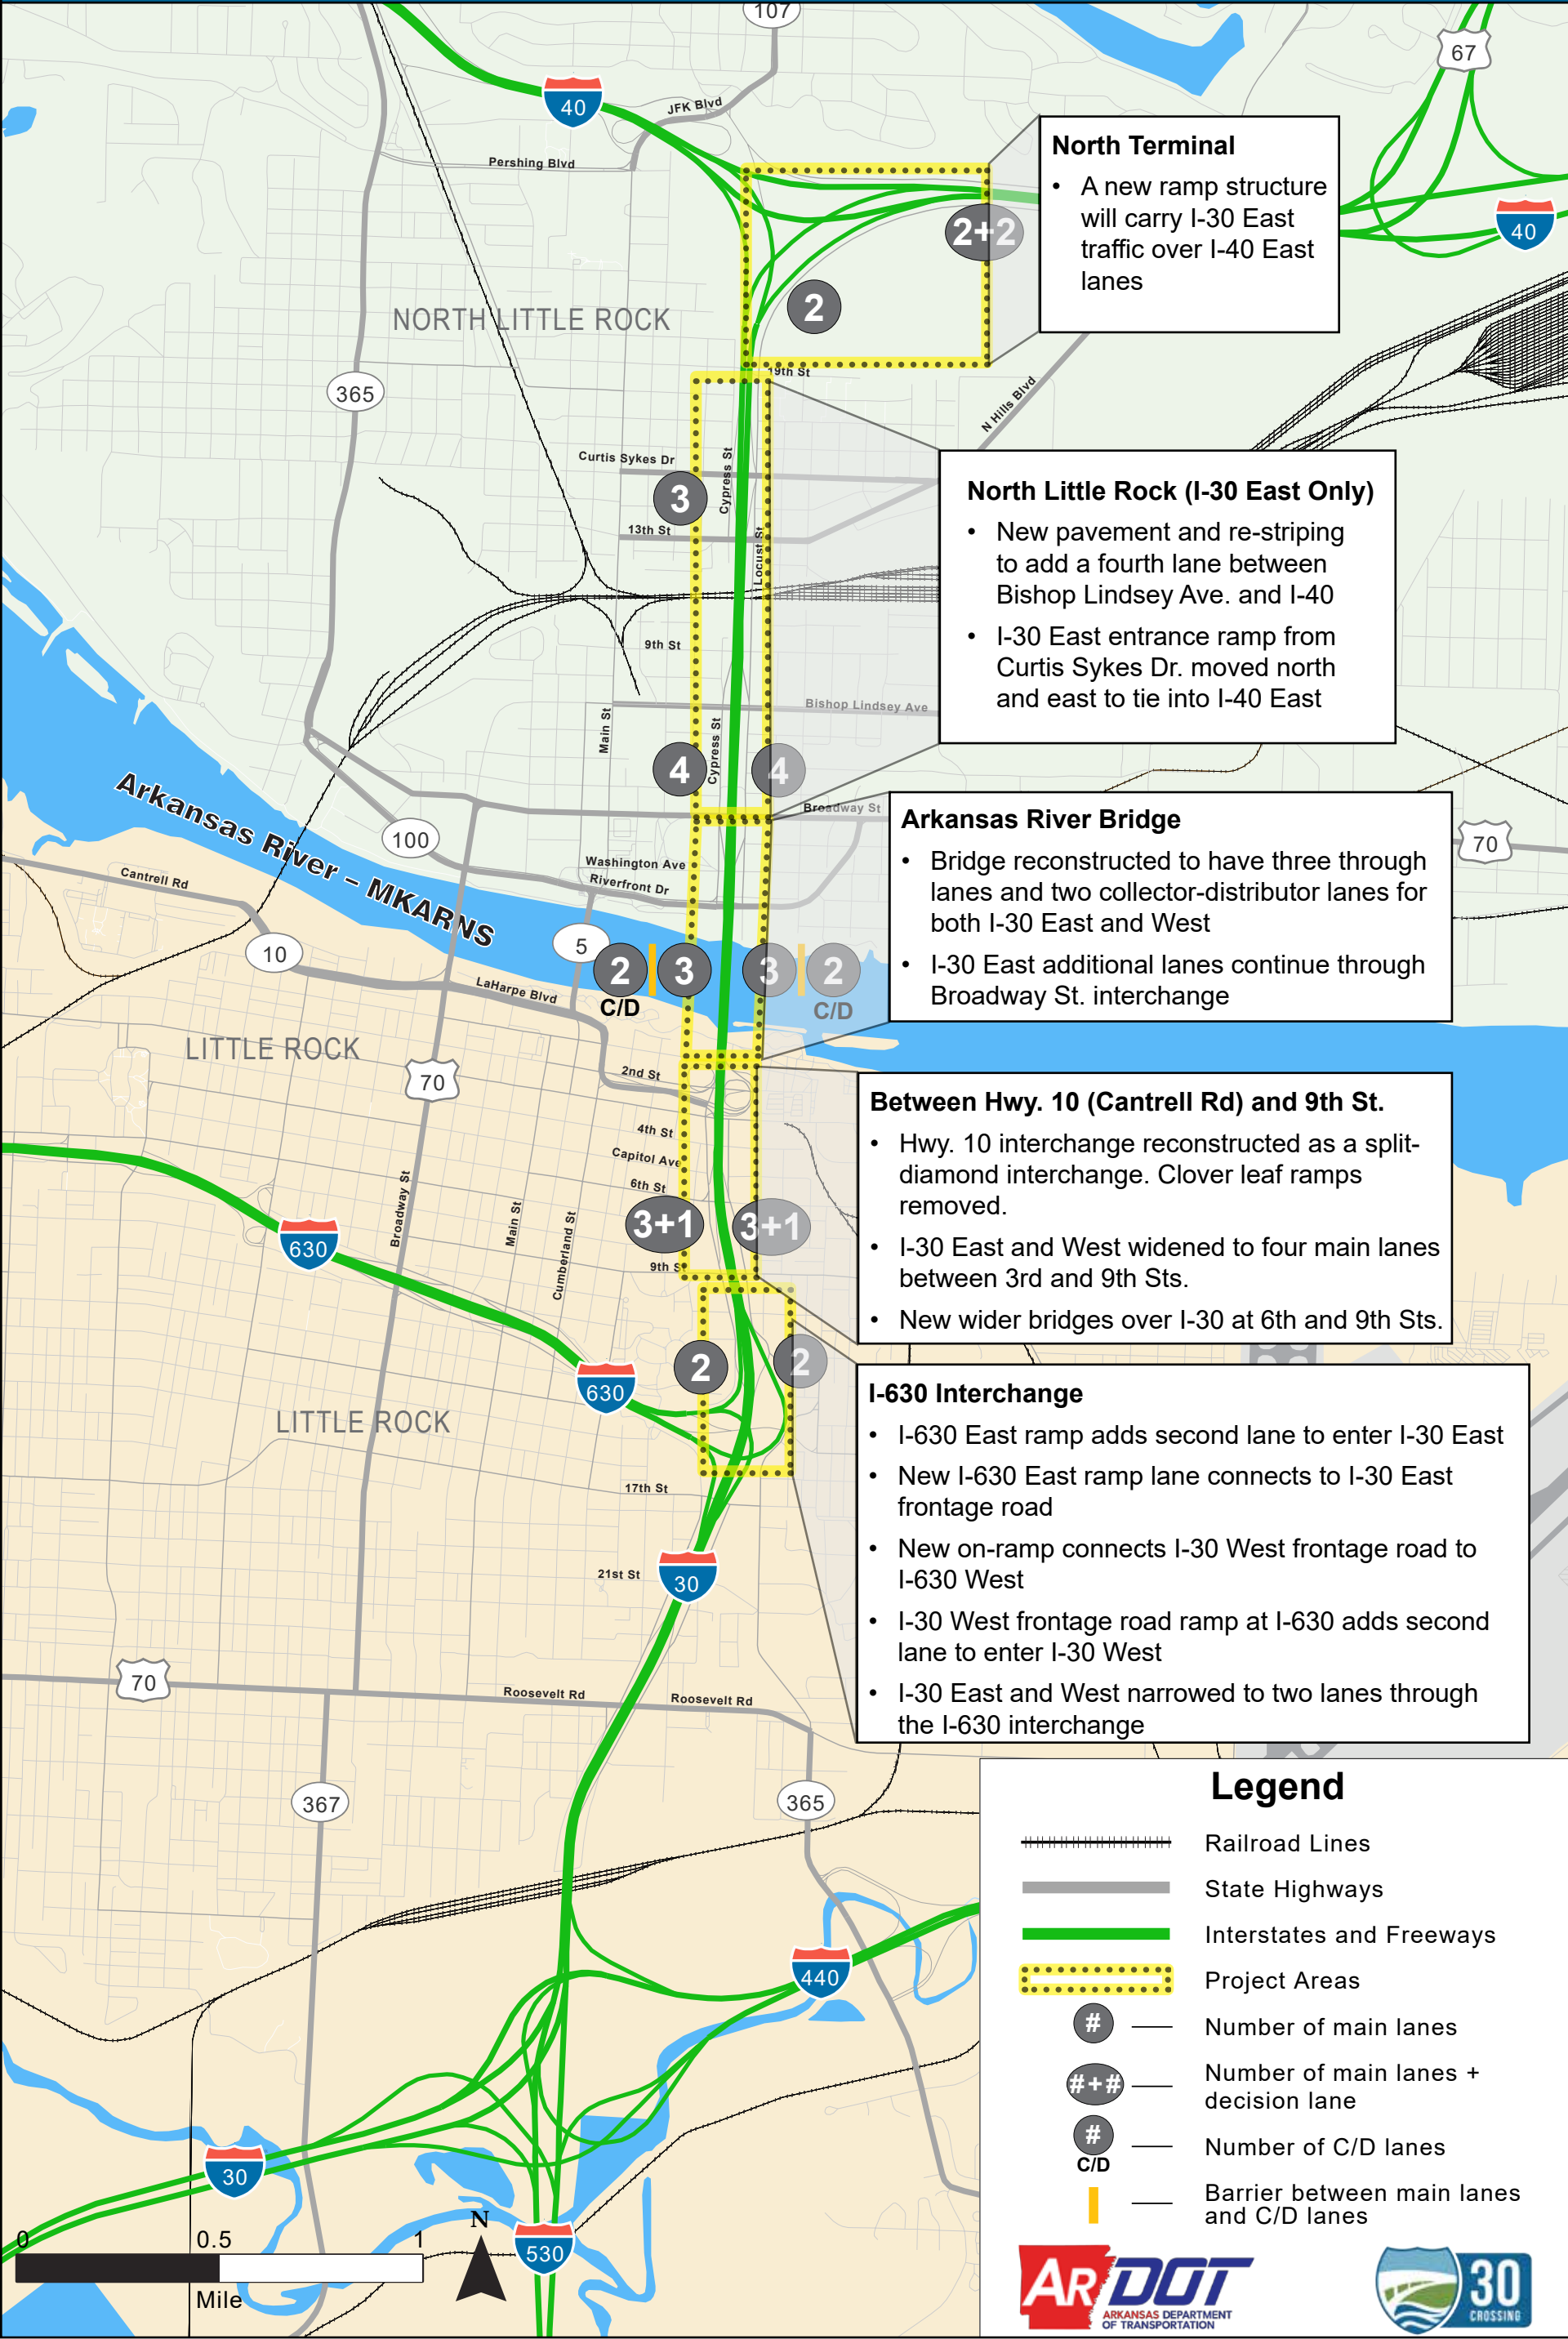 107
67
40
JFK Blvd
Pershing Blvd
North Terminal
• A new ramp structure
will carry I-30 East
traffic over I-40 East
lanes
40
2+2
2
NORTH LITTLE ROCK
19th St
365
N Hills Blvd
Curtis Sykes Dr
Cypress St
3
13th St
Locust St
North Little Rock (I-30 East Only)
• New pavement and re-striping
to add a fourth lane between
Bishop Lindsey Ave. and I-40
• I-30 East entrance ramp from
Curtis Sykes Dr. moved north
and east to tie into I-40 East
9th St
Bishop Lindsey Ave
Main St
Cypress St
4
4
Broadway St
Arkansas River – MKARNS
100
Washington Ave
Riverfront Dr
Cantrell Rd
70
Arkansas River Bridge
• Bridge reconstructed to have three through
lanes and two collector-distributor lanes for
both I-30 East and West
• I-30 East additional lanes continue through
Broadway St. interchange
10
5
2
3
3
2
C/D
C/D
LaHarpe Blvd
LITTLE ROCK
70
2nd St
4th St
Capitol Ave
6th St
3+1
3+1
9th St
Broadway St
Main St
Cumberland St
Between Hwy. 10 (Cantrell Rd) and 9th St.
• Hwy. 10 interchange reconstructed as a split-
diamond interchange. Clover leaf ramps
removed.
• I-30 East and West widened to four main lanes
between 3rd and 9th Sts.
• New wider bridges over I-30 at 6th and 9th Sts.
630
630
2
2
LITTLE ROCK
17th St
21st St
30
I-630 Interchange
• I-630 East ramp adds second lane to enter I-30 East
• New I-630 East ramp lane connects to I-30 East
frontage road
• New on-ramp connects I-30 West frontage road to
I-630 West
• I-30 West frontage road ramp at I-630 adds second
lane to enter I-30 West
• I-30 East and West narrowed to two lanes through
the I-630 interchange
70
Roosevelt Rd
Roosevelt Rd
367
365
440
30
530
0 0.5 1
Mile
N
Legend
Railroad Lines
State Highways
Interstates and Freeways
Project Areas
# Number of main lanes
#+# Number of main lanes +
decision lane
# Number of C/D lanes
C/D
Barrier between main lanes
and C/D lanes
ARDOT
ARKANSAS DEPARTMENT
OF TRANSPORTATION
30
CROSSING